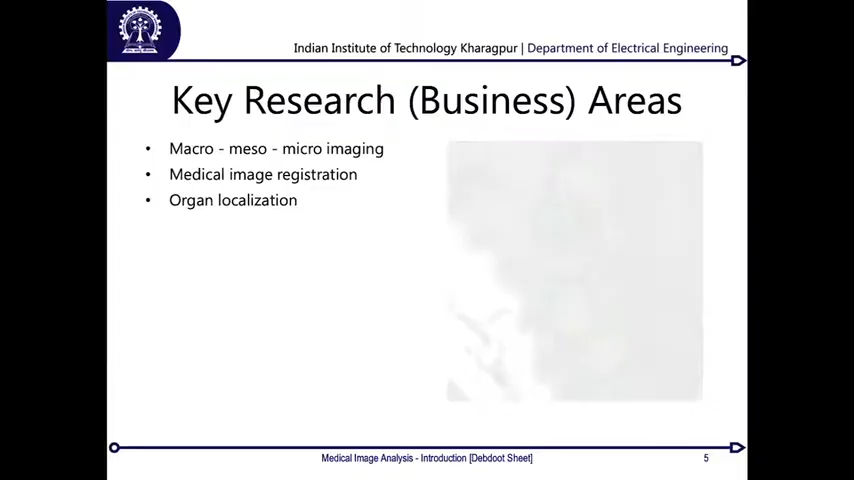 Indian Institute of Technology Kharagpur | Department of Electrical Engineering
Key Research (Business) Areas
• Macro - meso - micro imaging
• Medical image registration
• Organ localization
Medical Image Analysis - Introduction [Debdoot Sheet]
5